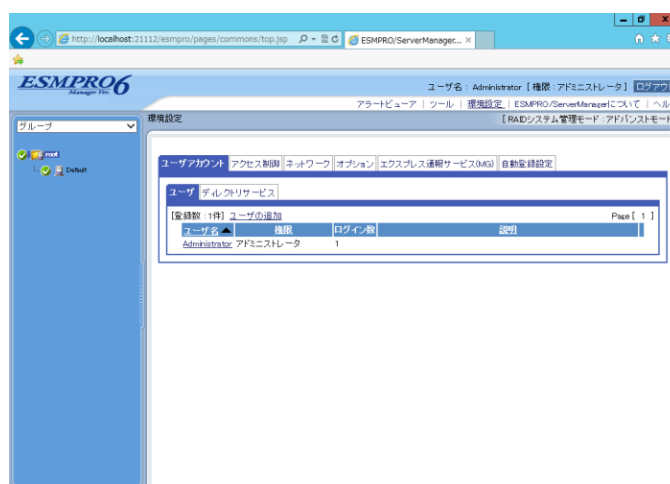 http://localhost:21112/esmpro/pages/commons/top.jsp
ESMPRO/ServerManager...
ESMPRO6
Manager Ver.
ユーザ名 : Administrator [ 権限 : アドミニストレータ ] ログアウ
アラートビューア | ツール | 環境設定 | ESMPRO/ServerManagerについて | ヘル
グループ
環境設定
[ RAIDシステム管理モード : アドバンストモード
root
Default
ユーザアカウント アクセス制御 ネットワーク オプション エクスプレス通報サービス(MG) 自動登録設定
ユーザ ディレクトリサービス
[登録数 : 1件] ユーザの追加
Page [ 1 ]
ユーザ名▲ 権限 ログイン数 説明
Administrator アドミニストレータ 1